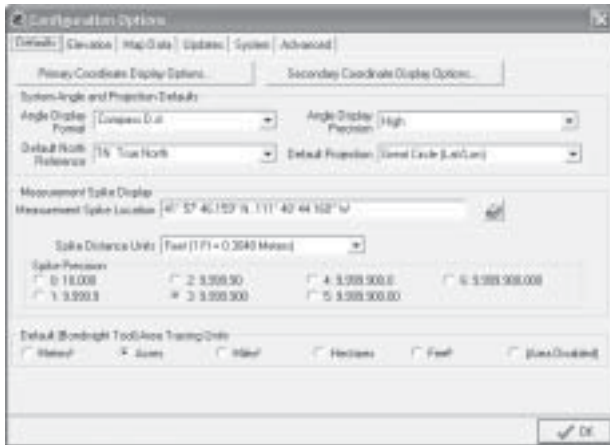 Configuration Options
Defaults Elevation Map Data Updates System Advanced
Primary Coordinate Display Options... Secondary Coordinate Display Options...
System Angle and Projection Defaults
Angle Display Format Compass Angle Display Precision High
Default North Reference TN True North Default Projection Great Circle (Lat/Lon)
Measurement Spike Display
Measurement Spike Location
Spike Distance Units Feet (1 Ft = 0.3048 Meters)
Spike Precision
0: 10,000 2: 9,999.90 4: 9,999,900.0 6: 9,999,900.000
1: 9,999.9 3: 9,999,900 5: 9,999,900.00
Default (Bondnight Tool) Area Tracing Units
Meters² Acres Miles² Hectares Feet² (Area Disabled)
OK